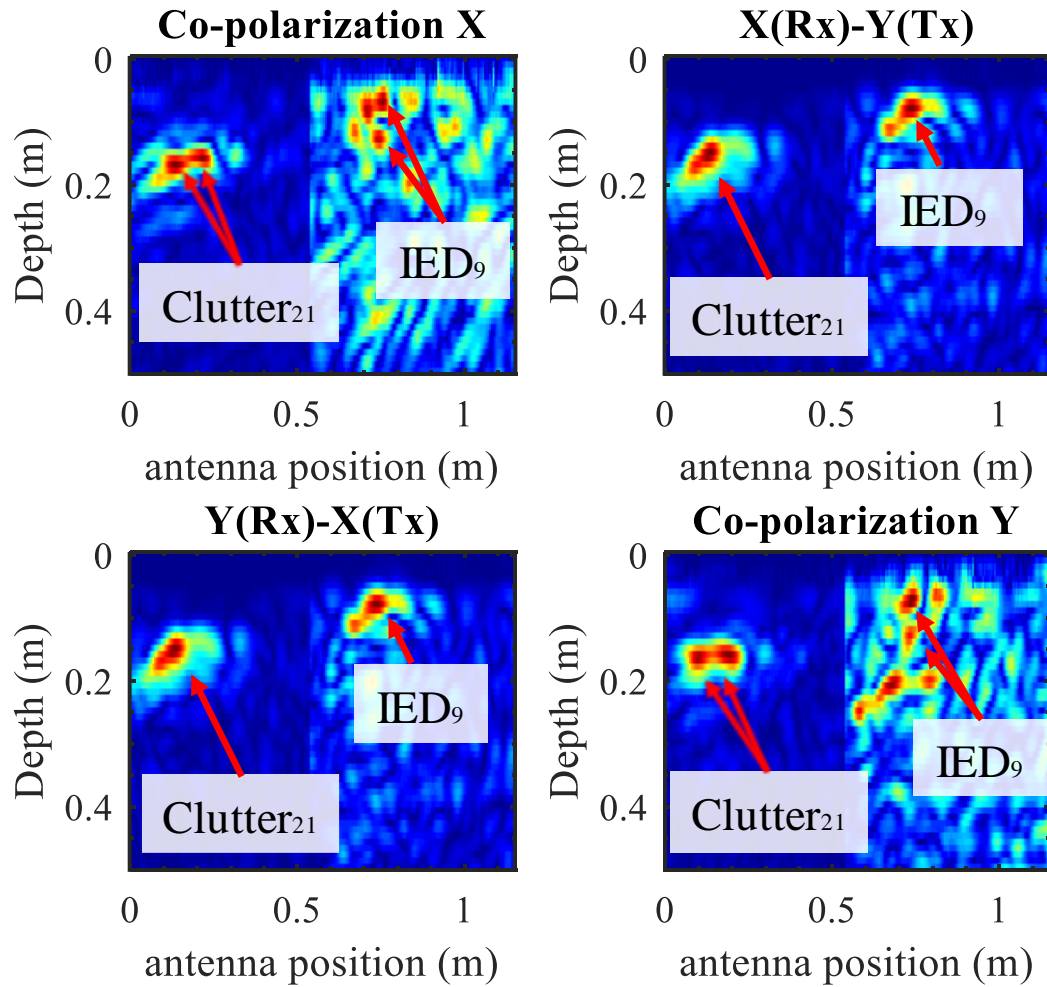 Co-polarization X
0
0.2
0.4
Depth (m)
Clutter21
IED9
0 0.5 1
antenna position (m)
X(Rx)-Y(Tx)
0
0.2
0.4
Depth (m)
IED9
Clutter21
0 0.5 1
antenna position (m)
Y(Rx)-X(Tx)
0
0.2
0.4
Depth (m)
IED9
Clutter21
0 0.5 1
antenna position (m)
Co-polarization Y
0
0.2
0.4
Depth (m)
IED9
Clutter21
0 0.5 1
antenna position (m)